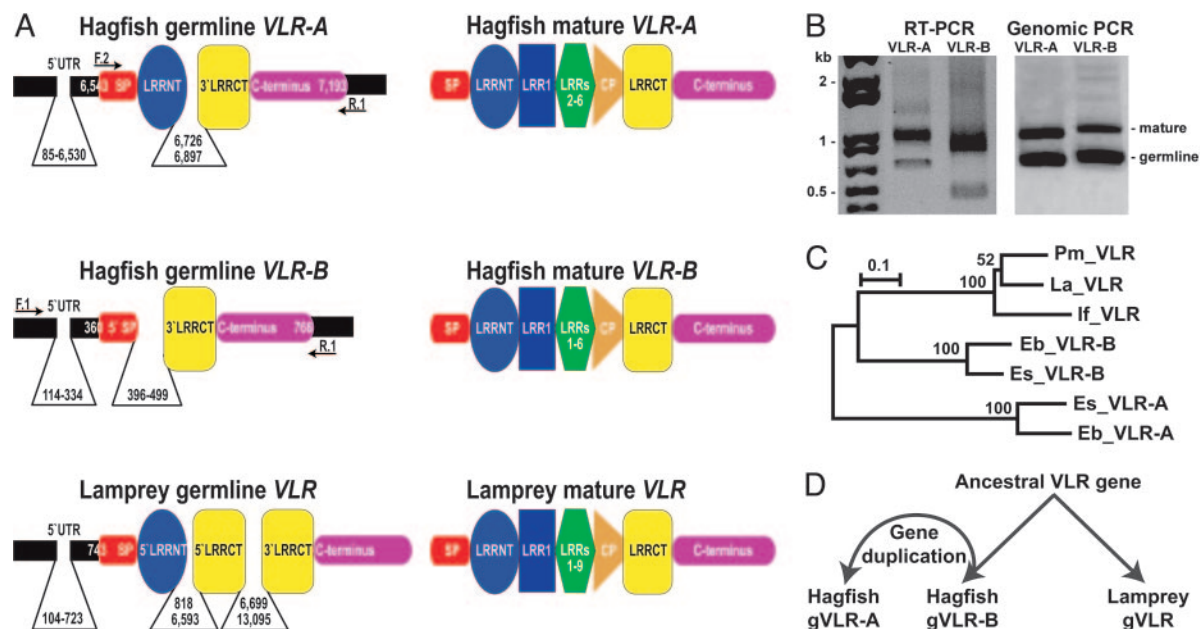 A
Hagfish germline VLR-A
5`UTR
F.2
6,543 SP
LRRNT
3`LRRCT
C-terminus 7,193
R.1
85-6,530
6,726
6,897
Hagfish mature VLR-A
SP
LRRNT
LRR1
LRRs
2-6
CP
LRRCT
C-terminus
Hagfish germline VLR-B
F.1
5`UTR
5` SP
3`LRRCT
C-terminus
R.1
114-334
396-499
Hagfish mature VLR-B
SP
LRRNT
LRR1
LRRs
1-6
CP
LRRCT
C-terminus
Lamprey germline VLR
5`UTR
SP
5`LRRNT
5`LRRCT
3`LRRCT
C-terminus
104-723
818
6,593
6,699
13,095
Lamprey mature VLR
SP
LRRNT
LRR1
LRRs
1-9
CP
LRRCT
C-terminus
B
RT-PCR
Genomic PCR
kb
VLR-A
VLR-B
VLR-A
VLR-B
2 -
1 -
0.5 -
- mature
- germline
C
0.1
52
100
100
100
Pm_VLR
La_VLR
If_VLR
Eb_VLR-B
Es_VLR-B
Es_VLR-A
Eb_VLR-A
D
Ancestral VLR gene
Gene
duplication
Hagfish
gVLR-A
Hagfish
gVLR-B
Lamprey
gVLR